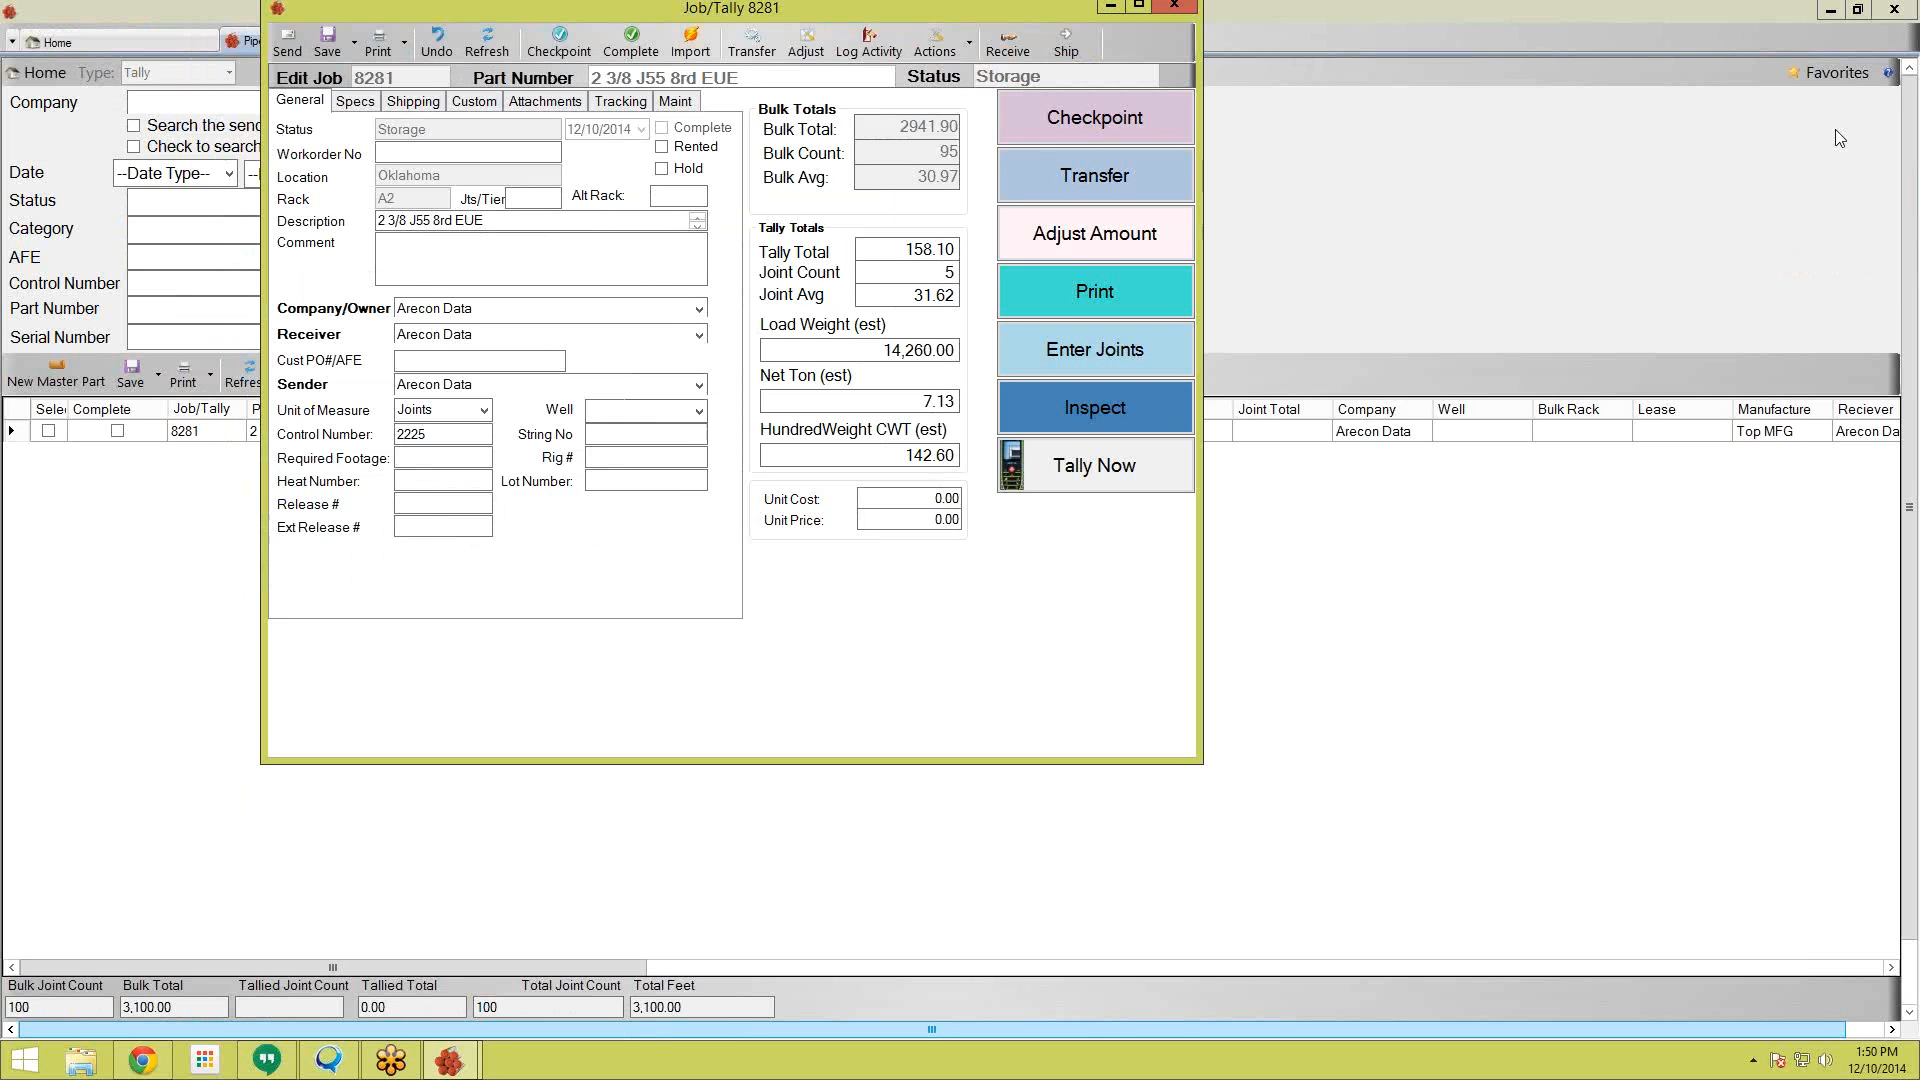 Job/Tally 8281
Home
Pip
Send Save Print Undo Refresh Checkpoint Complete Import Transfer Adjust Log Activity Actions Receive Ship
Home Type: Tally
Favorites
Edit Job 8281 Part Number 2 3/8 J55 8rd EUE Status Storage
Company
Search the send
Check to search
Date --Date Type--
Status
Category
AFE
Control Number
Part Number
Serial Number
New Master Part Save Print Refres
General Specs Shipping Custom Attachments Tracking Maint
Status Storage 12/10/2014 Complete
Workorder No Rented
Hold
Location Oklahoma
Rack A2 Jts/Tier Alt Rack:
Description 2 3/8 J55 8rd EUE
Comment
Company/Owner Arecon Data
Receiver Arecon Data
Cust PO#/AFE
Sender Arecon Data
Unit of Measure Joints Well
Control Number: 2225 String No
Required Footage: Rig #
Heat Number: Lot Number:
Release #
Ext Release #
Bulk Totals
Bulk Total: 2941.90
Bulk Count: 95
Bulk Avg: 30.97
Tally Totals
Tally Total 158.10
Joint Count 5
Joint Avg 31.62
Load Weight (est)
14,260.00
Net Ton (est)
7.13
HundredWeight CWT (est)
142.60
Unit Cost: 0.00
Unit Price: 0.00
Checkpoint
Transfer
Adjust Amount
Print
Enter Joints
Inspect
Tally Now
Selec Complete Job/Tally P Joint Total Company Well Bulk Rack Lease Manufacture Reciever
8281 2 Arecon Data Top MFG Arecon Da
Bulk Joint Count Bulk Total Tallied Joint Count Tallied Total Total Joint Count Total Feet
100 3,100.00 0.00 100 3,100.00
1:50 PM
12/10/2014